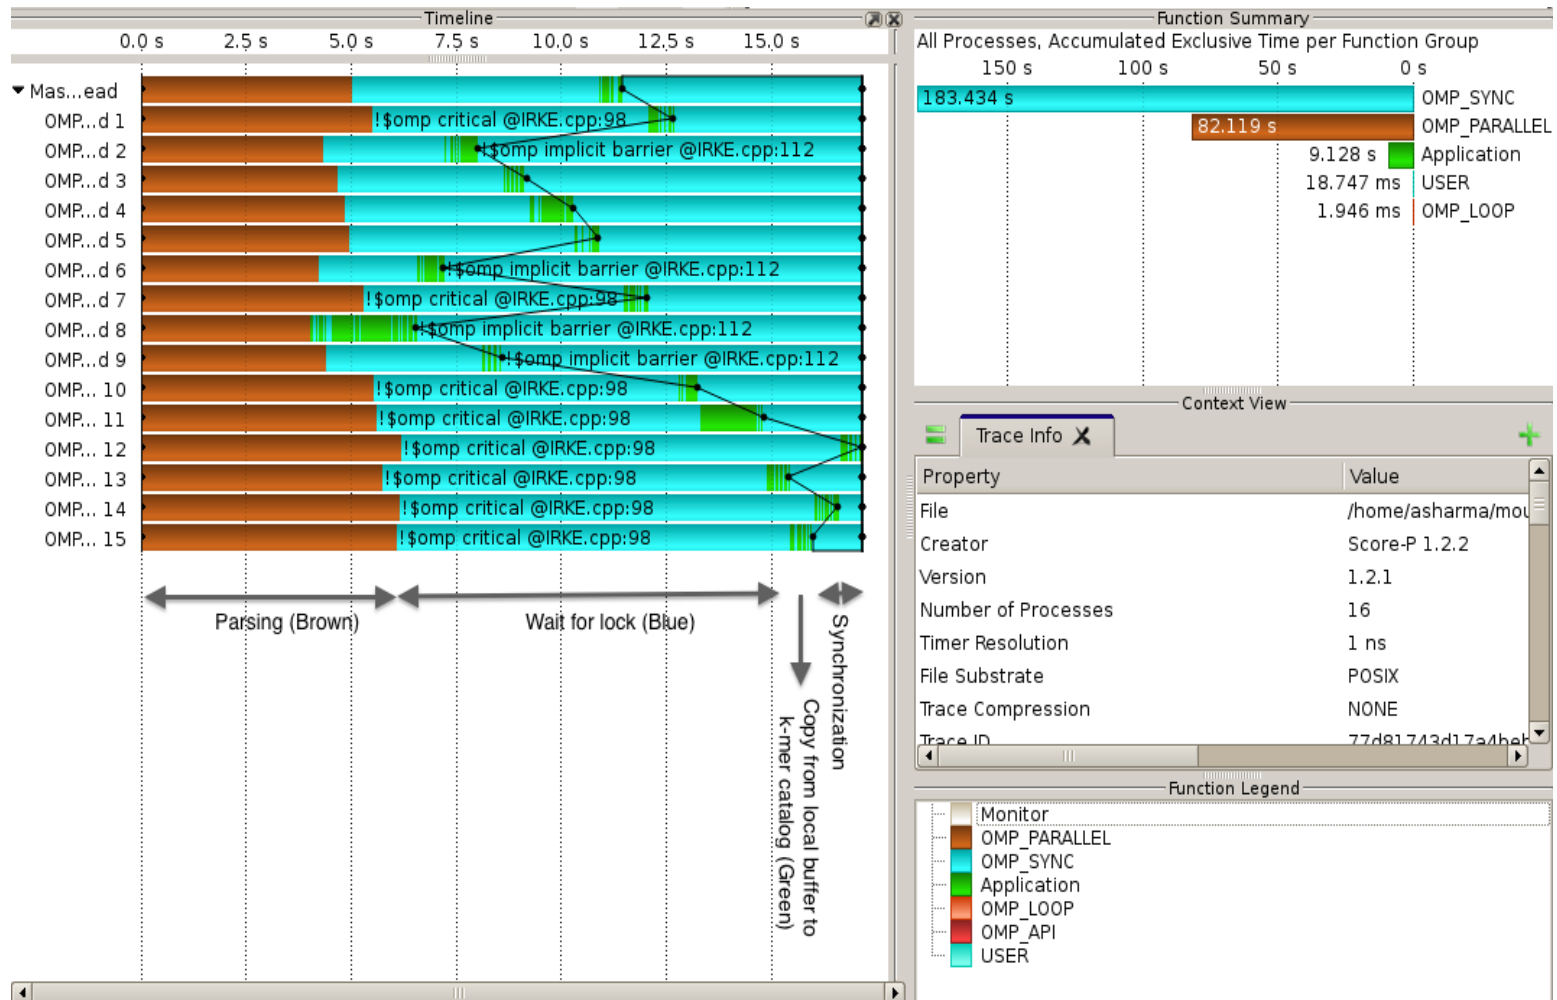 Timeline
0.0 s 2.5 s 5.0 s 7.5 s 10.0 s 12.5 s 15.0 s
Mas...ead
OMP...d 1 !$omp critical @IRKE.cpp:98
OMP...d 2 !$omp implicit barrier @IRKE.cpp:112
OMP...d 3
OMP...d 4
OMP...d 5
OMP...d 6 !$omp implicit barrier @IRKE.cpp:112
OMP...d 7 !$omp critical @IRKE.cpp:98
OMP...d 8 !$omp implicit barrier @IRKE.cpp:112
OMP...d 9 !$omp implicit barrier @IRKE.cpp:112
OMP... 10 !$omp critical @IRKE.cpp:98
OMP... 11 !$omp critical @IRKE.cpp:98
OMP... 12 !$omp critical @IRKE.cpp:98
OMP... 13 !$omp critical @IRKE.cpp:98
OMP... 14 !$omp critical @IRKE.cpp:98
OMP... 15 !$omp critical @IRKE.cpp:98
Parsing (Brown)
Wait for lock (Blue)
Copy from local buffer to
k-mer catalog (Green)
Synchronization
Function Summary
All Processes, Accumulated Exclusive Time per Function Group
150 s 100 s 50 s 0 s
183.434 s OMP_SYNC
82.119 s OMP_PARALLEL
9.128 s Application
18.747 ms USER
1.946 ms OMP_LOOP
Context View
Trace Info
Property Value
File /home/asharma/mou
Creator Score-P 1.2.2
Version 1.2.1
Number of Processes 16
Timer Resolution 1 ns
File Substrate POSIX
Trace Compression NONE
Trace ID
Function Legend
Monitor
OMP_PARALLEL
OMP_SYNC
Application
OMP_LOOP
OMP_API
USER